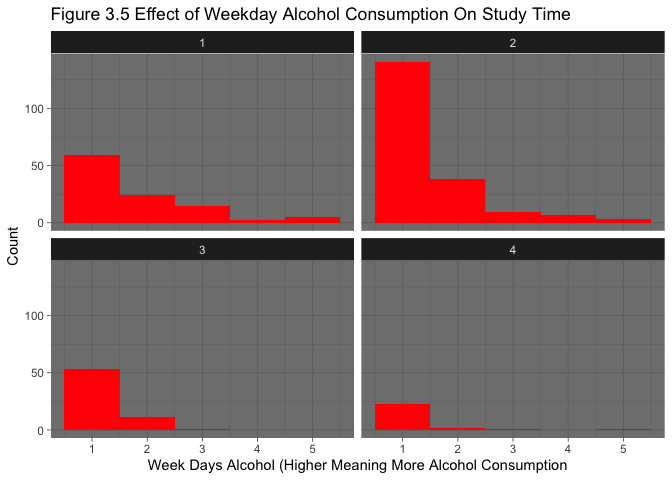 Figure 3.5 Effect of Weekday Alcohol Consumption On Study Time
1
2
100
50
0
3
4
100
50
0
Count
1 2 3 4 5
1 2 3 4 5
Week Days Alcohol (Higher Meaning More Alcohol Consumption